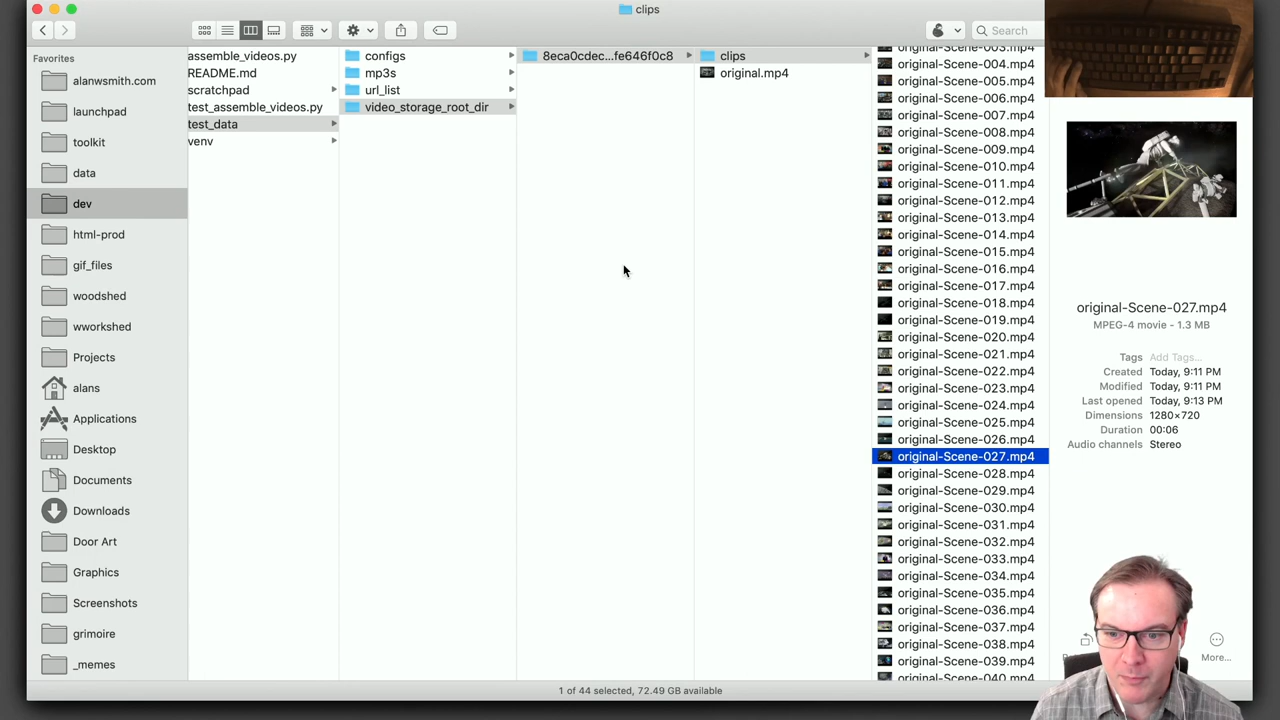 clips
Search
Favorites
alanwsmith.com
launchpad
toolkit
data
dev
html-prod
gif_files
woodshed
wworkshed
Projects
alans
Applications
Desktop
Documents
Downloads
Door Art
Graphics
Screenshots
grimoire
_memes
assemble_videos.py
README.md
scratchpad
test_assemble_videos.py
test_data
venv
configs
mp3s
url_list
video_storage_root_dir
8eca0cdec...fe646f0c8
clips
original.mp4
original-Scene-003.mp4
original-Scene-004.mp4
original-Scene-005.mp4
original-Scene-006.mp4
original-Scene-007.mp4
original-Scene-008.mp4
original-Scene-009.mp4
original-Scene-010.mp4
original-Scene-011.mp4
original-Scene-012.mp4
original-Scene-013.mp4
original-Scene-014.mp4
original-Scene-015.mp4
original-Scene-016.mp4
original-Scene-017.mp4
original-Scene-018.mp4
original-Scene-019.mp4
original-Scene-020.mp4
original-Scene-021.mp4
original-Scene-022.mp4
original-Scene-023.mp4
original-Scene-024.mp4
original-Scene-025.mp4
original-Scene-026.mp4
original-Scene-027.mp4
original-Scene-028.mp4
original-Scene-029.mp4
original-Scene-030.mp4
original-Scene-031.mp4
original-Scene-032.mp4
original-Scene-033.mp4
original-Scene-034.mp4
original-Scene-035.mp4
original-Scene-036.mp4
original-Scene-037.mp4
original-Scene-038.mp4
original-Scene-039.mp4
original-Scene-040.mp4
original-Scene-027.mp4
MPEG-4 movie - 1.3 MB
Tags Add Tags...
Created Today, 9:11 PM
Modified Today, 9:11 PM
Last opened Today, 9:13 PM
Dimensions 1280×720
Duration 00:06
Audio channels Stereo
More...
1 of 44 selected, 72.49 GB available